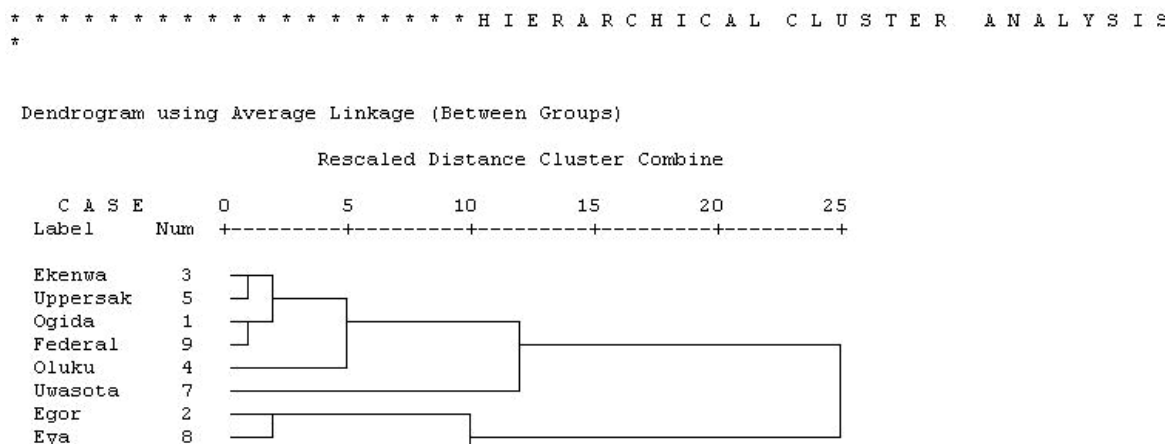 * * * * * * * * * * * * * * * * * * * H I E R A R C H I C A L C L U S T E R A N A L Y S I S
*
Dendrogram using Average Linkage (Between Groups)
Rescaled Distance Cluster Combine
C A S E 0 5 10 15 20 25
Label Num +---------+---------+---------+---------+---------+
Ekenwa 3
Uppersak 5
Ogida 1
Federal 9
Oluku 4
Uwasota 7
Egor 2
Eya 8